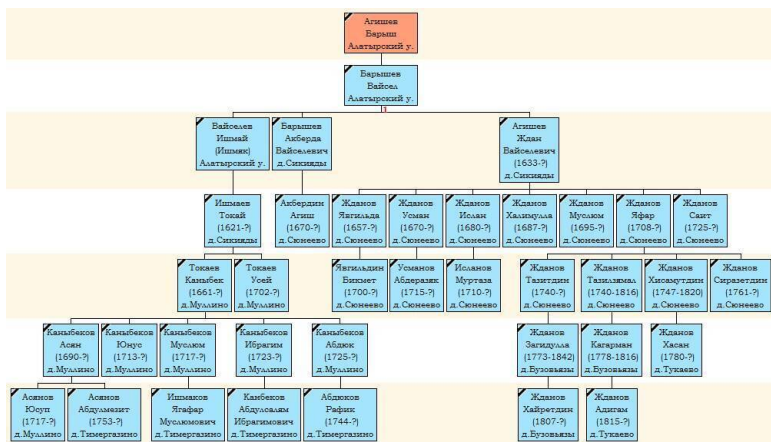 Агишев
Барыш
Алатырский у.
Барышев
Вайсел
Алатырский у.
1
Вайселев
Ишмай
(Ишмяк)
Алатырский у.
Барышев
Акберда
Вайселевич
д.Сикияды
Агишев
Ждан
Вайселевич
(1633-?)
д.Сикияды
Ишмаев
Токай
(1621-?)
д.Сикияды
Акбердин
Агиш
(1670-?)
д.Сюнеево
Жданов
Явгильда
(1657-?)
д.Сюнеево
Жданов
Усман
(1670-?)
д.Сюнеево
Жданов
Ислан
(1680-?)
д.Сюнеево
Жданов
Халимулла
(1687-?)
д.Сюнеево
Жданов
Муслюм
(1695-?)
д.Сюнеево
Жданов
Яфар
(1708-?)
д.Сюнеево
Жданов
Саит
(1725-?)
д.Сюнеево
Токаев
Каныбек
(1661-?)
д.Муллино
Токаев
Усей
(1702-?)
д.Муллино
Явгильдин
Бикмет
(1700-?)
д.Сюнеево
Усманов
Абдеразяк
(1715-?)
д.Сюнеево
Исланов
Муртаза
(1710-?)
д.Сюнеево
Жданов
Тазитдин
(1740-?)
д.Сюнеево
Жданов
Тазилзямал
(1740-1816)
д.Сюнеево
Жданов
Хисамутдин
(1747-1820)
д.Сюнеево
Жданов
Сиразетдин
(1761-?)
д.Сюнеево
Каныбеков
Асян
(1690-?)
д.Муллино
Каныбеков
Юнус
(1713-?)
д.Муллино
Каныбеков
Муслюм
(1717-?)
д.Муллино
Каныбеков
Ибрагим
(1723-?)
д.Муллино
Каныбеков
Абдюк
(1725-?)
д.Муллино
Жданов
Загидулла
(1773-1842)
д.Бузовьязы
Жданов
Кагарман
(1778-1816)
д.Бузовьязы
Жданов
Хасан
(1780-?)
д.Тукаево
Асянов
Юсуп
(1717-?)
д.Муллино
Асянов
Абдулмезит
(1753-?)
д.Тимергазино
Ишмаков
Ягафар
Муслюмович
д.Тимергазино
Канбеков
Абдулсалям
Ибрагимович
д.Тимергазино
Абдюков
Рафик
(1744-?)
д.Тимергазино
Жданов
Хайретдин
(1807-?)
д.Бузовьязы
Жданов
Адигам
(1815-?)
д.Тукаево